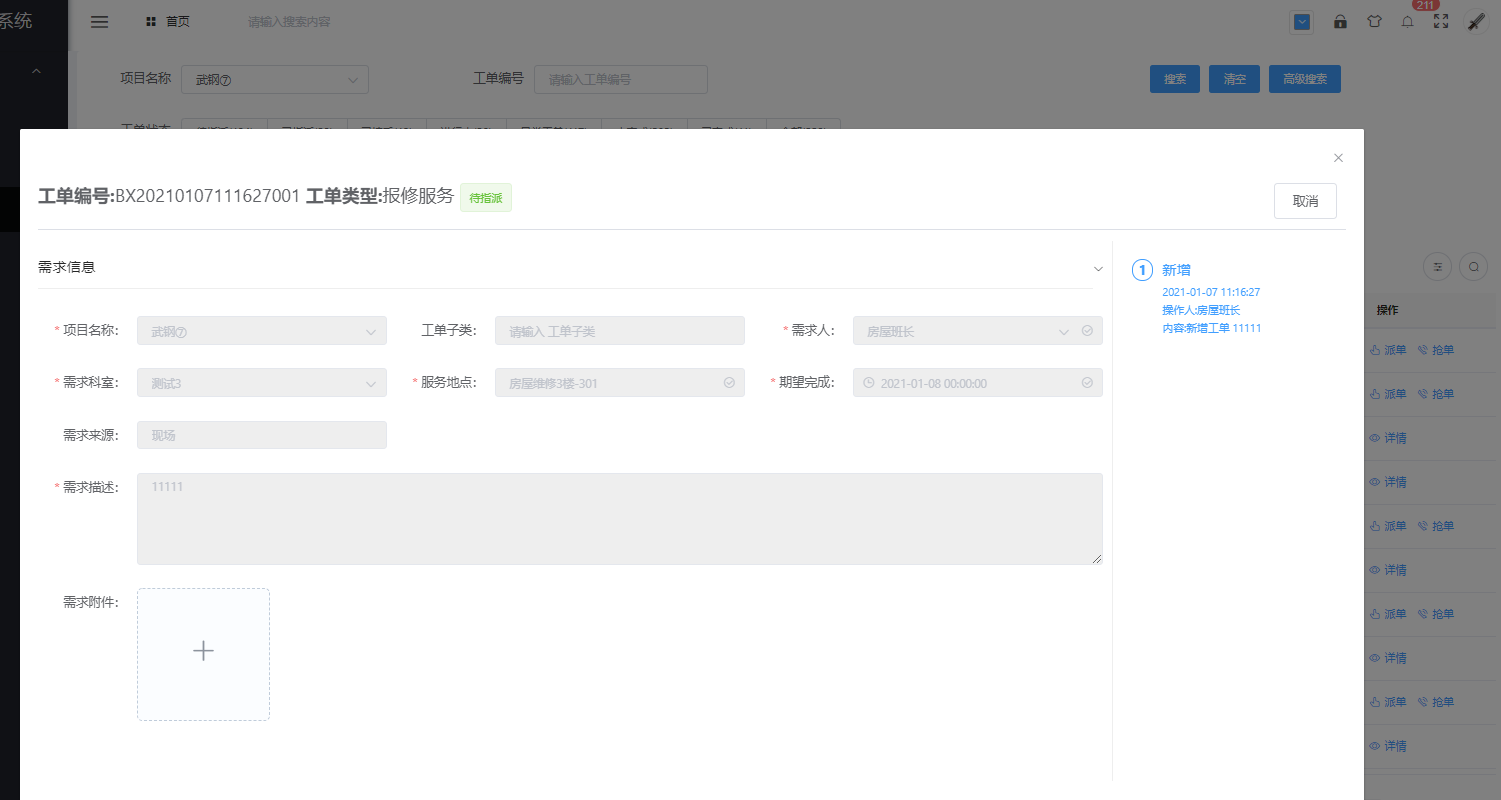 系统
首页 请输入搜索内容
211
项目名称 武钢⑦ 工单编号 请输入工单编号 搜索 清空 高级搜索
工单状态
×
工单编号:BX20210107111627001 工单类型:报修服务 待指派
取消
需求信息
* 项目名称: 武钢⑦ 工单子类: 请输入 工单子类 * 需求人: 房屋班长
* 需求科室: 测试3 * 服务地点: 房屋维修3楼-301 * 期望完成: 2021-01-08 00:00:00
需求来源: 现场
* 需求描述: 11111
需求附件:
1 新增
2021-01-07 11:16:27
操作人:房屋班长
内容:新增工单 11111
操作
派单 抢单
派单 抢单
详情
详情
派单 抢单
详情
派单 抢单
详情
派单 抢单
详情